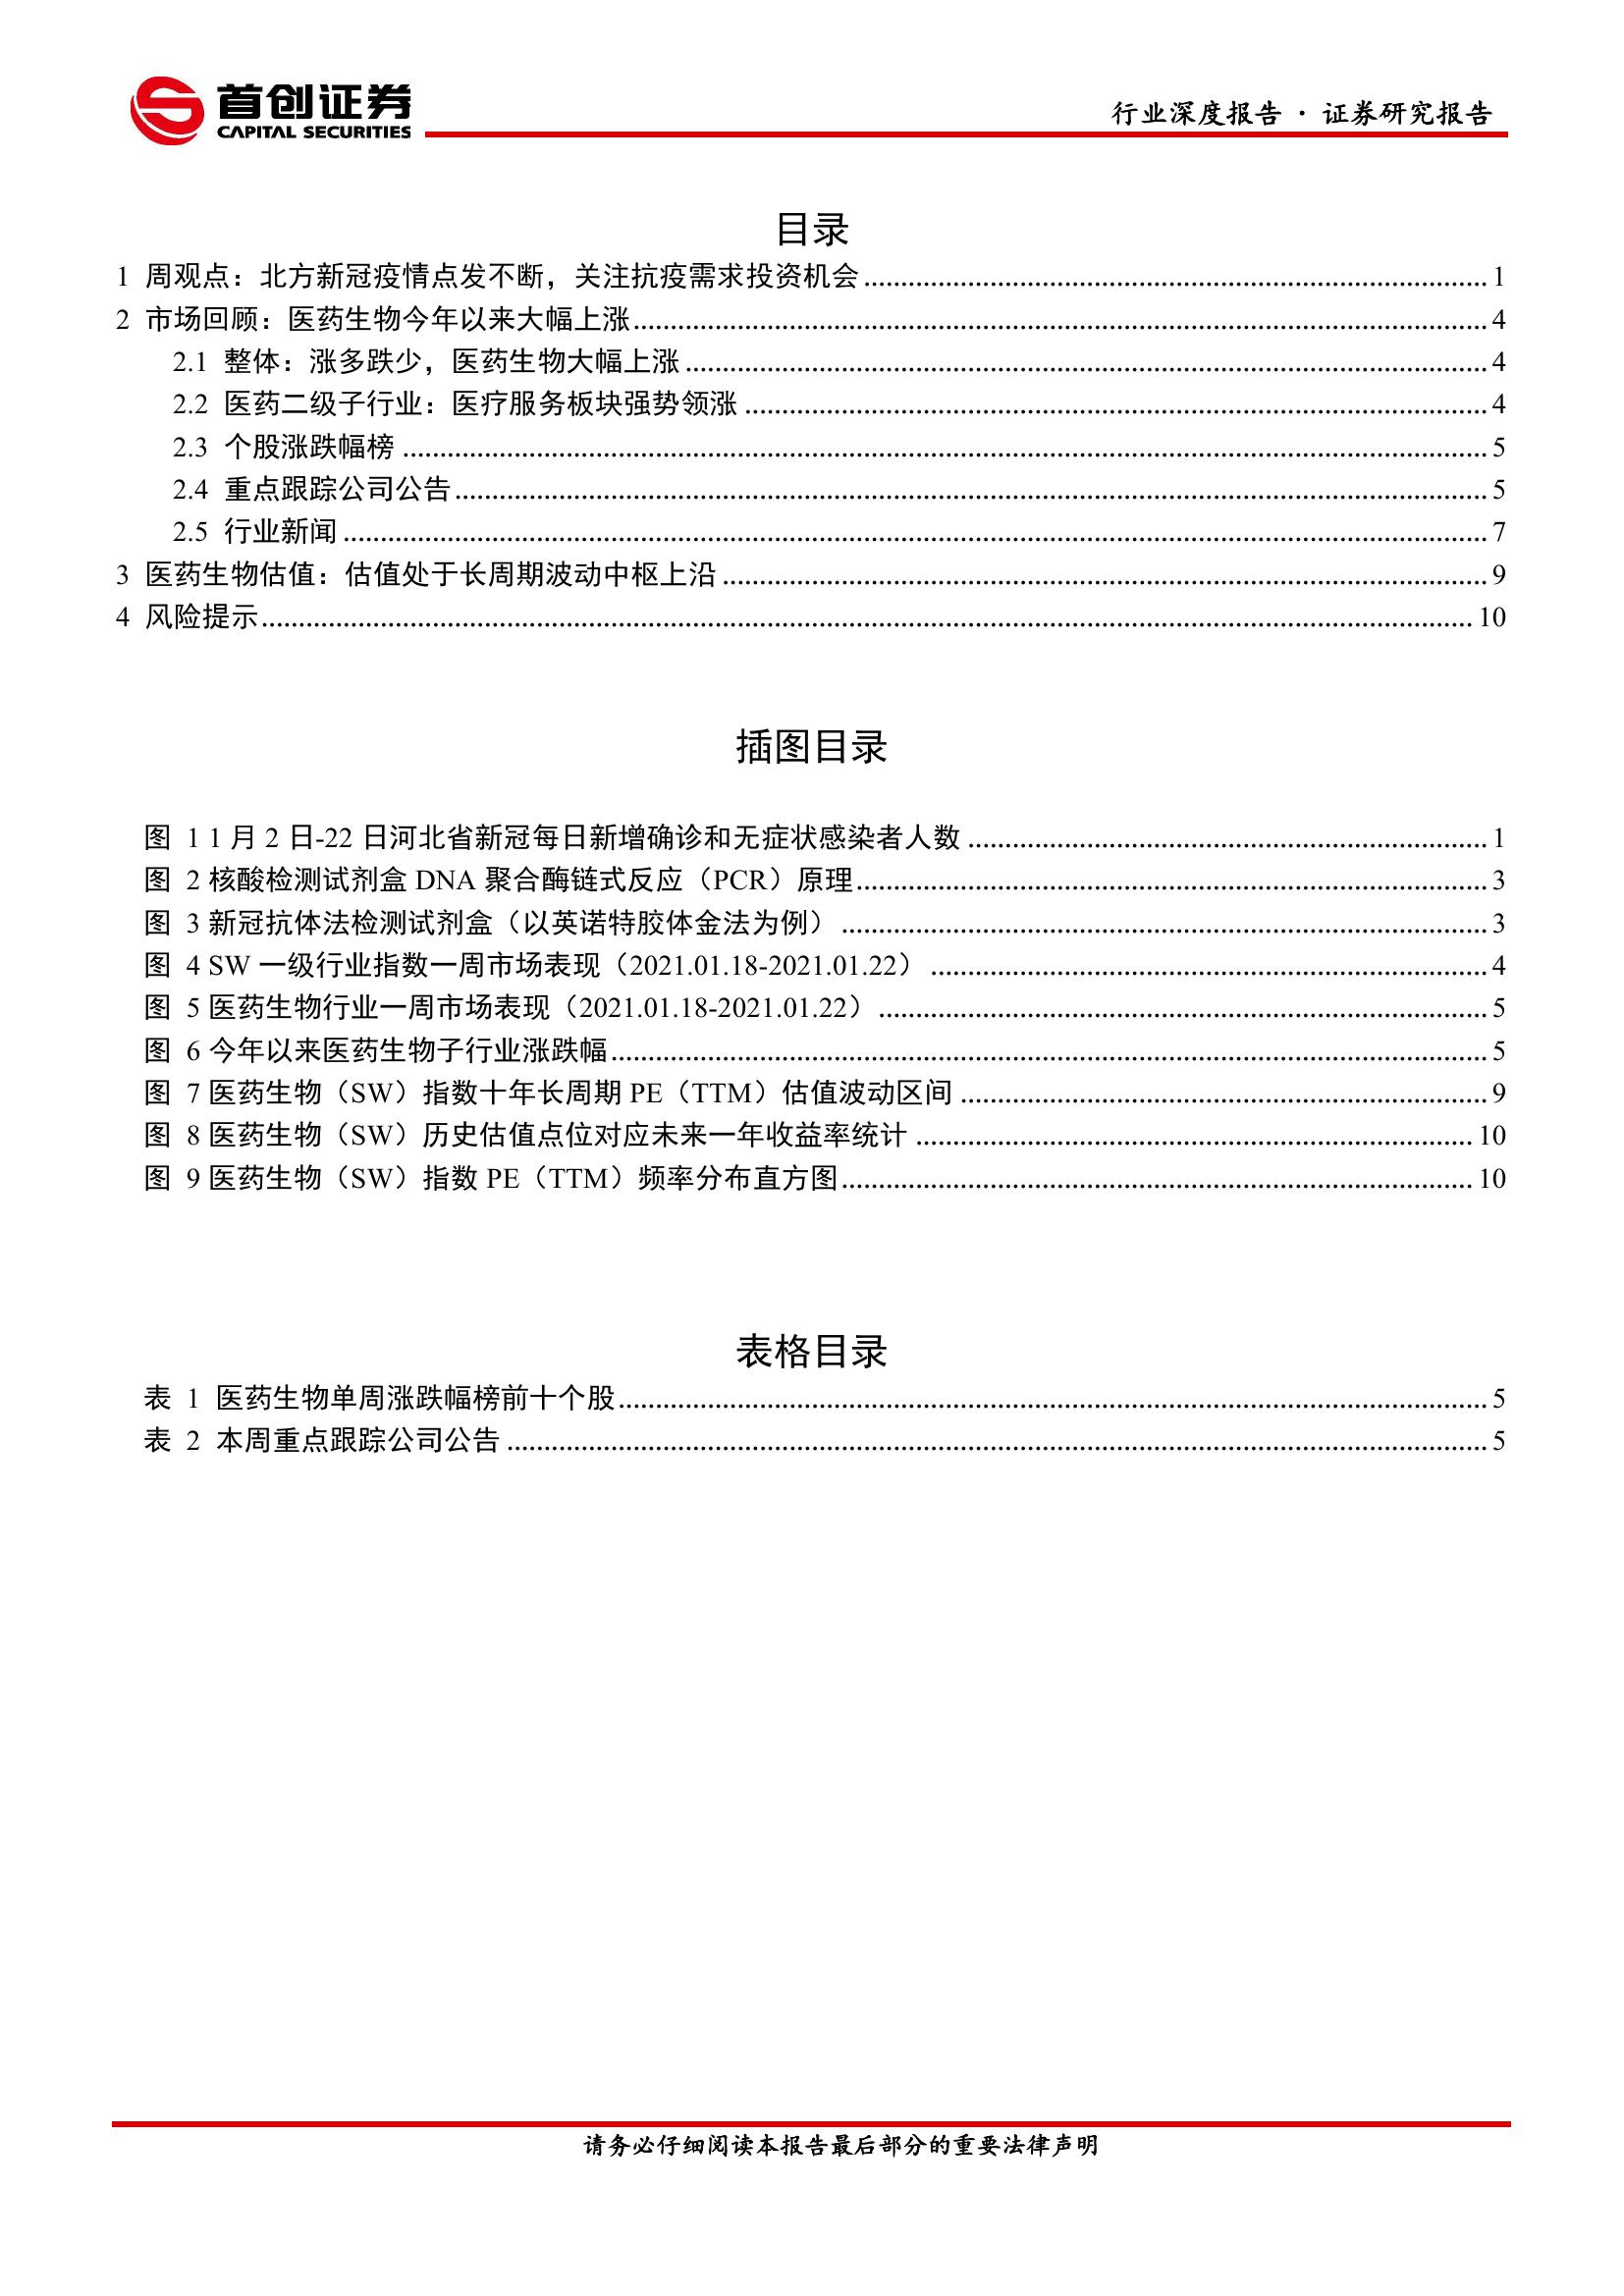 首创证券
CAPITAL SECURITIES
行业深度报告 · 证券研究报告
目录
1 周观点：北方新冠疫情点发不断，关注抗疫需求投资机会 1
2 市场回顾：医药生物今年以来大幅上涨 4
2.1 整体：涨多跌少，医药生物大幅上涨 4
2.2 医药二级子行业：医疗服务板块强势领涨 4
2.3 个股涨跌幅榜 5
2.4 重点跟踪公司公告 5
2.5 行业新闻 7
3 医药生物估值：估值处于长周期波动中枢上沿 9
4 风险提示 10
插图目录
图 1 1月2日-22日河北省新冠每日新增确诊和无症状感染者人数 1
图 2 核酸检测试剂盒 DNA 聚合酶链式反应（PCR）原理 3
图 3 新冠抗体法检测试剂盒（以英诺特胶体金法为例） 3
图 4 SW 一级行业指数一周市场表现（2021.01.18-2021.01.22） 4
图 5 医药生物行业一周市场表现（2021.01.18-2021.01.22） 5
图 6 今年以来医药生物子行业涨跌幅 5
图 7 医药生物（SW）指数十年长周期 PE（TTM）估值波动区间 9
图 8 医药生物（SW）历史估值点位对应未来一年收益率统计 10
图 9 医药生物（SW）指数 PE（TTM）频率分布直方图 10
表格目录
表 1 医药生物单周涨跌幅榜前十个股 5
表 2 本周重点跟踪公司公告 5
请务必仔细阅读本报告最后部分的重要法律声明